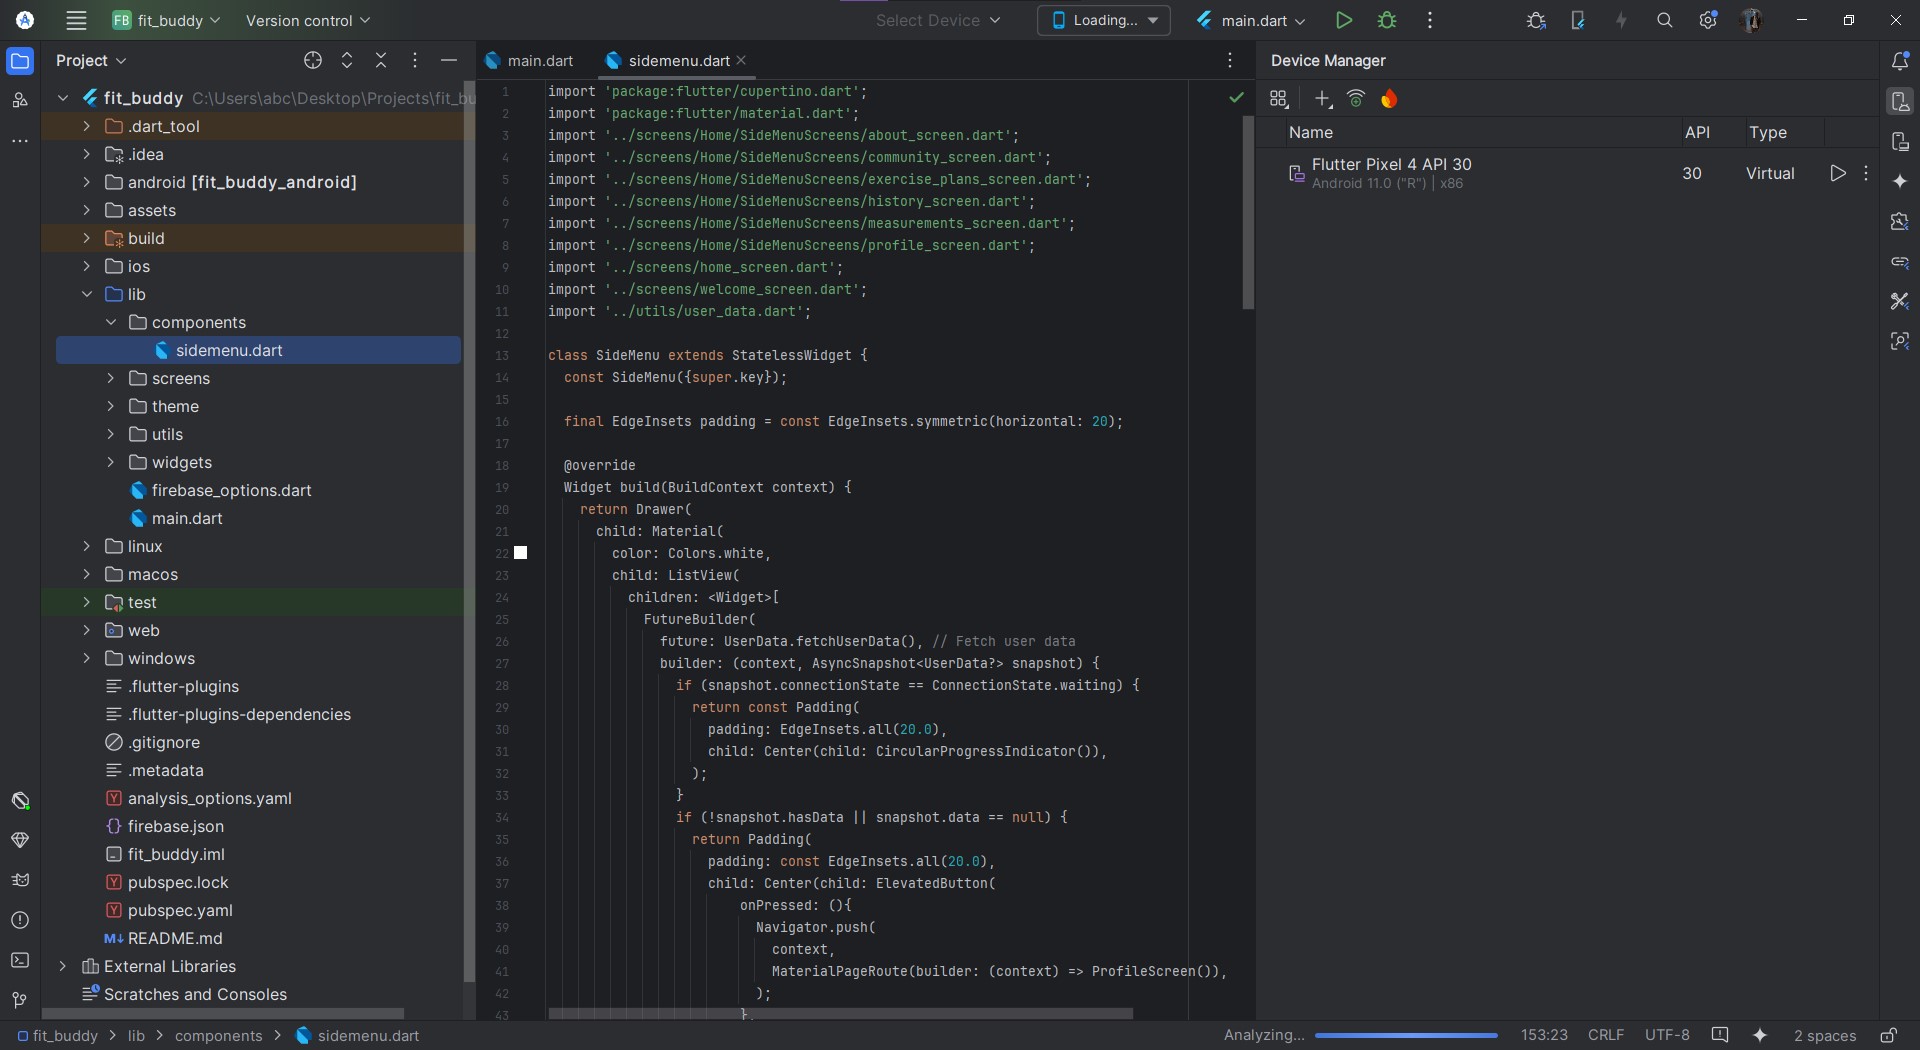 FB fit_buddy Version control Select Device Loading... main.dart
Project
fit_buddy C:\Users\abc\Desktop\Projects\fit_bu
.dart_tool
.idea
android [fit_buddy_android]
assets
build
ios
lib
components
sidemenu.dart
screens
theme
utils
widgets
firebase_options.dart
main.dart
linux
macos
test
web
windows
.flutter-plugins
.flutter-plugins-dependencies
.gitignore
.metadata
analysis_options.yaml
firebase.json
fit_buddy.iml
pubspec.lock
pubspec.yaml
README.md
External Libraries
Scratches and Consoles
main.dart sidemenu.dart
1 import 'package:flutter/cupertino.dart';
2 import 'package:flutter/material.dart';
3 import '../screens/Home/SideMenuScreens/about_screen.dart';
4 import '../screens/Home/SideMenuScreens/community_screen.dart';
5 import '../screens/Home/SideMenuScreens/exercise_plans_screen.dart';
6 import '../screens/Home/SideMenuScreens/history_screen.dart';
7 import '../screens/Home/SideMenuScreens/measurements_screen.dart';
8 import '../screens/Home/SideMenuScreens/profile_screen.dart';
9 import '../screens/home_screen.dart';
10 import '../screens/welcome_screen.dart';
11 import '../utils/user_data.dart';
12
13 class SideMenu extends StatelessWidget {
14 const SideMenu({super.key});
15
16 final EdgeInsets padding = const EdgeInsets.symmetric(horizontal: 20);
17
18 @override
19 Widget build(BuildContext context) {
20 return Drawer(
21 child: Material(
22 color: Colors.white,
23 child: ListView(
24 children: <Widget>[
25 FutureBuilder(
26 future: UserData.fetchUserData(), // Fetch user data
27 builder: (context, AsyncSnapshot<UserData?> snapshot) {
28 if (snapshot.connectionState == ConnectionState.waiting) {
29 return const Padding(
30 padding: EdgeInsets.all(20.0),
31 child: Center(child: CircularProgressIndicator()),
32 );
33 }
34 if (!snapshot.hasData || snapshot.data == null) {
35 return Padding(
36 padding: const EdgeInsets.all(20.0),
37 child: Center(child: ElevatedButton(
38 onPressed: (){
39 Navigator.push(
40 context,
41 MaterialPageRoute(builder: (context) => ProfileScreen()),
42 );
43 }
Device Manager
Name API Type
Flutter Pixel 4 API 30 30 Virtual
Android 11.0 ("R") | x86
fit_buddy > lib > components > sidemenu.dart Analyzing... 153:23 CRLF UTF-8 2 spaces